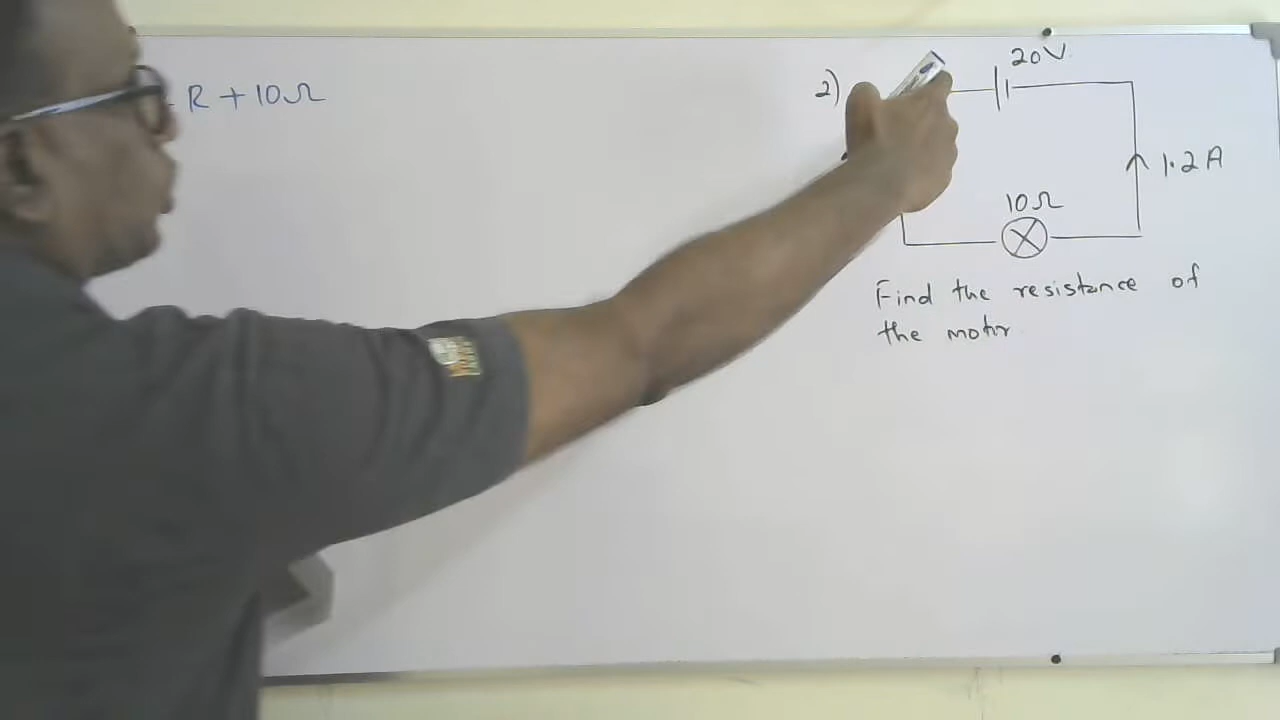 R + 10Ω
2)
20V
1.2A
10Ω
Find the resistance of
the motor